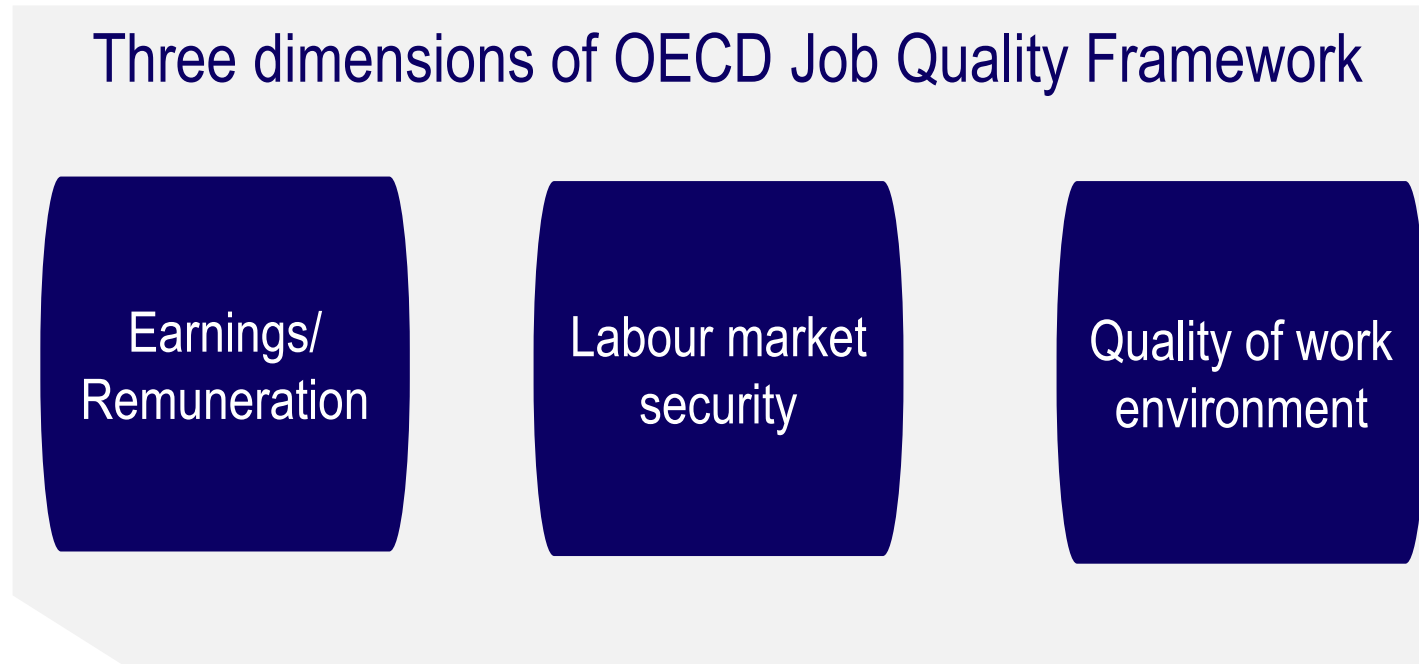 Three dimensions of OECD Job Quality Framework
Earnings/
Remuneration
Labour market
security
Quality of work
environment